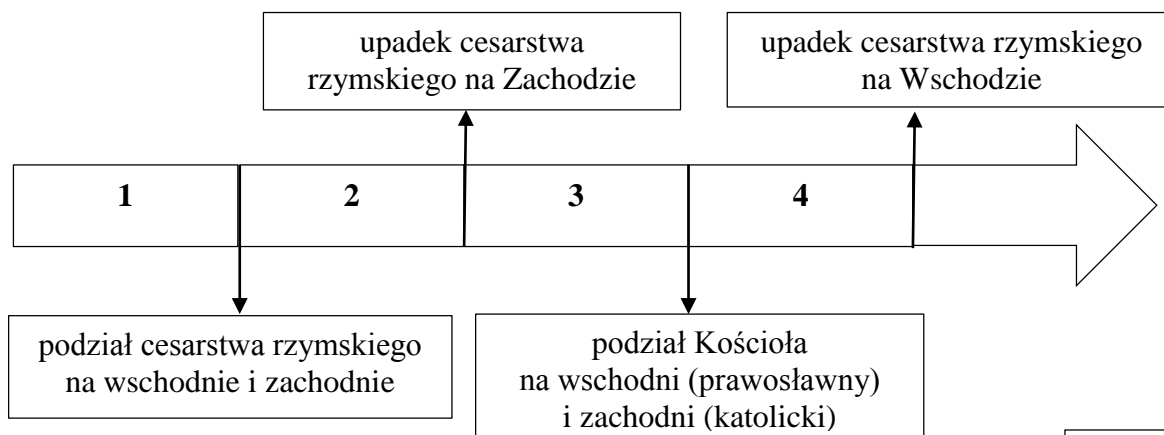 upadek cesarstwa
rzymskiego na Zachodzie
upadek cesarstwa rzymskiego
na Wschodzie
1
2
3
4
podział cesarstwa rzymskiego
na wschodnie i zachodnie
podział Kościoła
na wschodni (prawosławny)
i zachodni (katolicki)